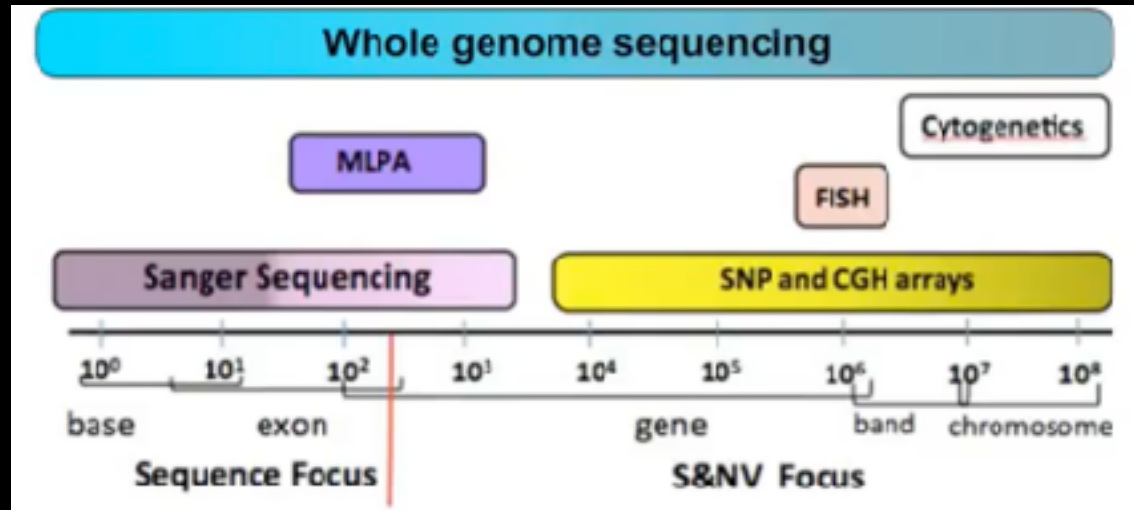 Whole genome sequencing
Cytogenetics
MLPA
FISH
Sanger Sequencing
SNP and CGH arrays
10⁰ 10¹ 10² 10³ 10⁴ 10⁵ 10⁶ 10⁷ 10⁸
base exon gene band chromosome
Sequence Focus S&NV Focus